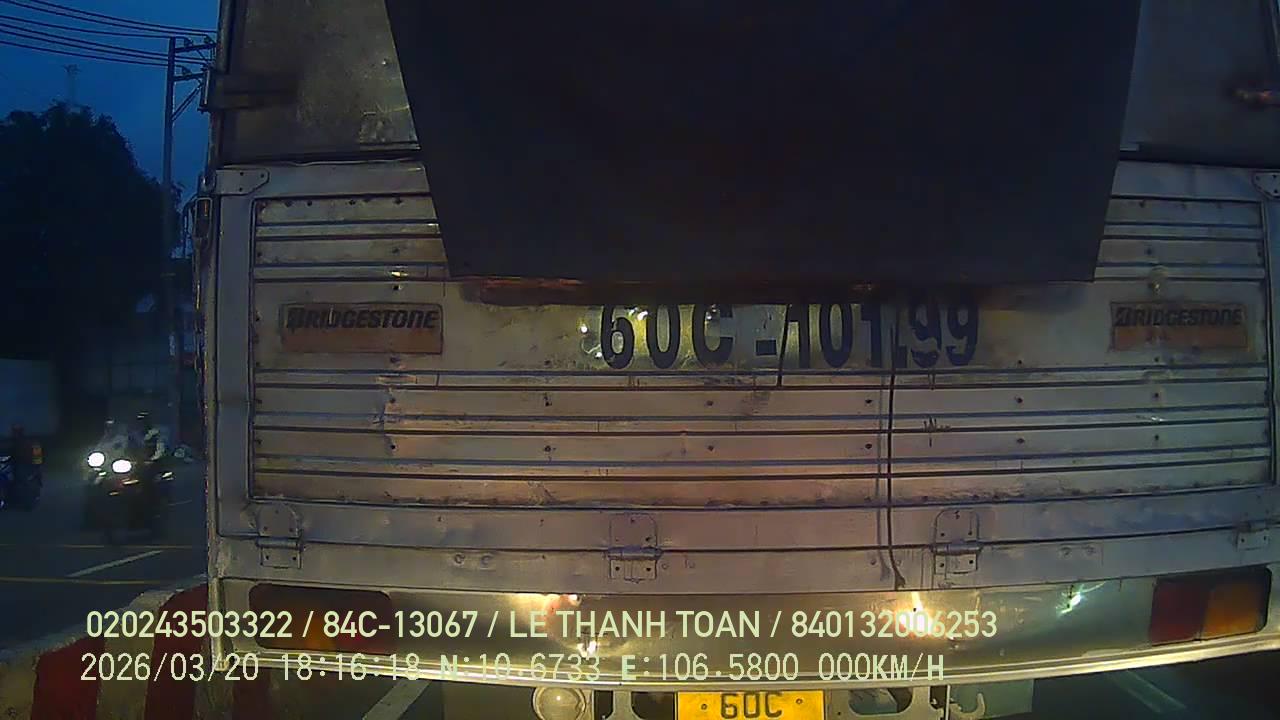 BRIDGESTONE
60C-10199
BRIDGESTONE
020243503322 / 84C-13067 / LE THANH TOAN / 840132006253
2026/03/20 18:16:18 N:10.6733 E:106.5800 000KM/H
60C